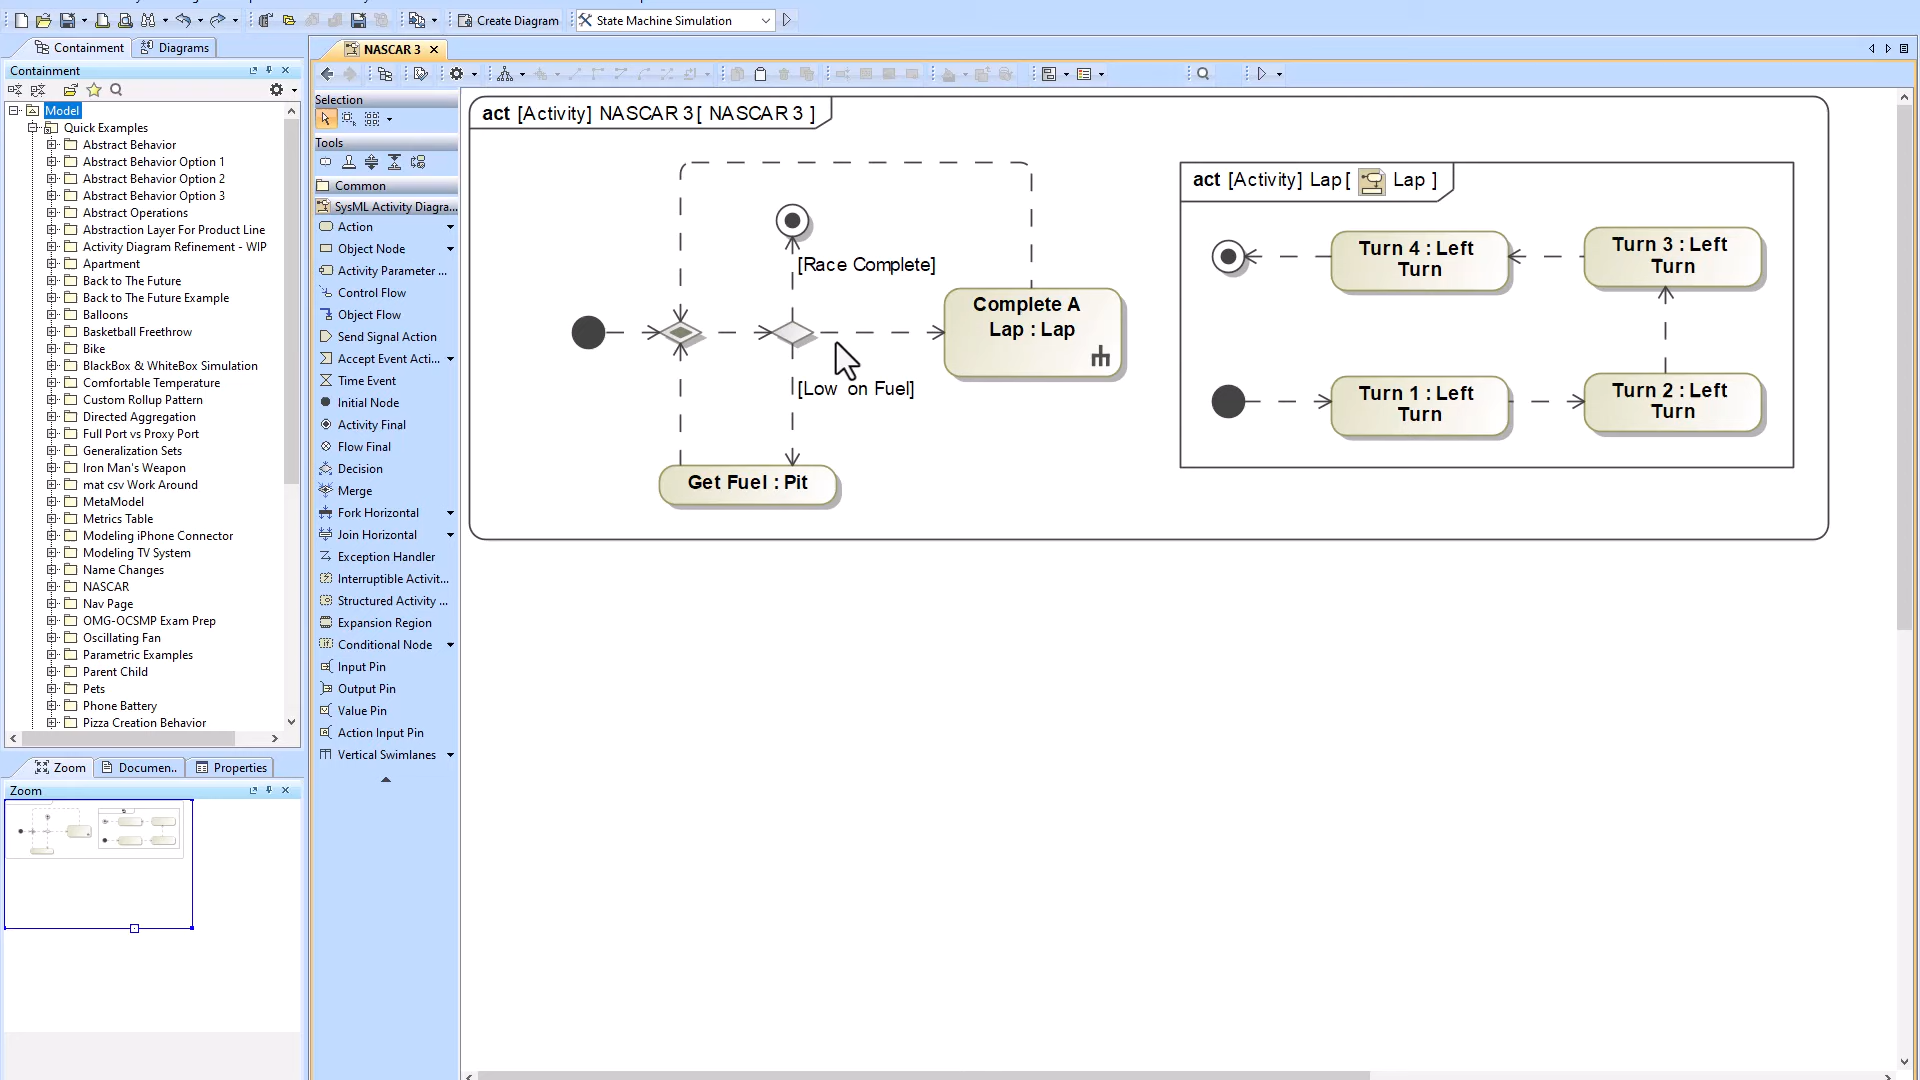 Create Diagram
State Machine Simulation
Containment
Diagrams
NASCAR 3
Containment
Model
Quick Examples
Abstract Behavior
Abstract Behavior Option 1
Abstract Behavior Option 2
Abstract Behavior Option 3
Abstract Operations
Abstraction Layer For Product Line
Activity Diagram Refinement - WIP
Apartment
Back to The Future
Back to The Future Example
Balloons
Basketball Freethrow
Bike
BlackBox & WhiteBox Simulation
Comfortable Temperature
Custom Rollup Pattern
Directed Aggregation
Full Port vs Proxy Port
Generalization Sets
Iron Man's Weapon
mat csv Work Around
MetaModel
Metrics Table
Modeling iPhone Connector
Modeling TV System
Name Changes
NASCAR
Nav Page
OMG-OCSMP Exam Prep
Oscillating Fan
Parametric Examples
Parent Child
Pets
Phone Battery
Pizza Creation Behavior
Zoom
Documen..
Properties
Zoom
Selection
Tools
Common
SysML Activity Diagra...
Action
Object Node
Activity Parameter ...
Control Flow
Object Flow
Send Signal Action
Accept Event Acti...
Time Event
Initial Node
Activity Final
Flow Final
Decision
Merge
Fork Horizontal
Join Horizontal
Exception Handler
Interruptible Activit...
Structured Activity ...
Expansion Region
Conditional Node
Input Pin
Output Pin
Value Pin
Action Input Pin
Vertical Swimlanes
act [Activity] NASCAR 3[ NASCAR 3 ]
[Race Complete]
Complete A
Lap : Lap
[Low on Fuel]
Get Fuel : Pit
act [Activity] Lap[ Lap ]
Turn 4 : Left
Turn
Turn 3 : Left
Turn
Turn 1 : Left
Turn
Turn 2 : Left
Turn